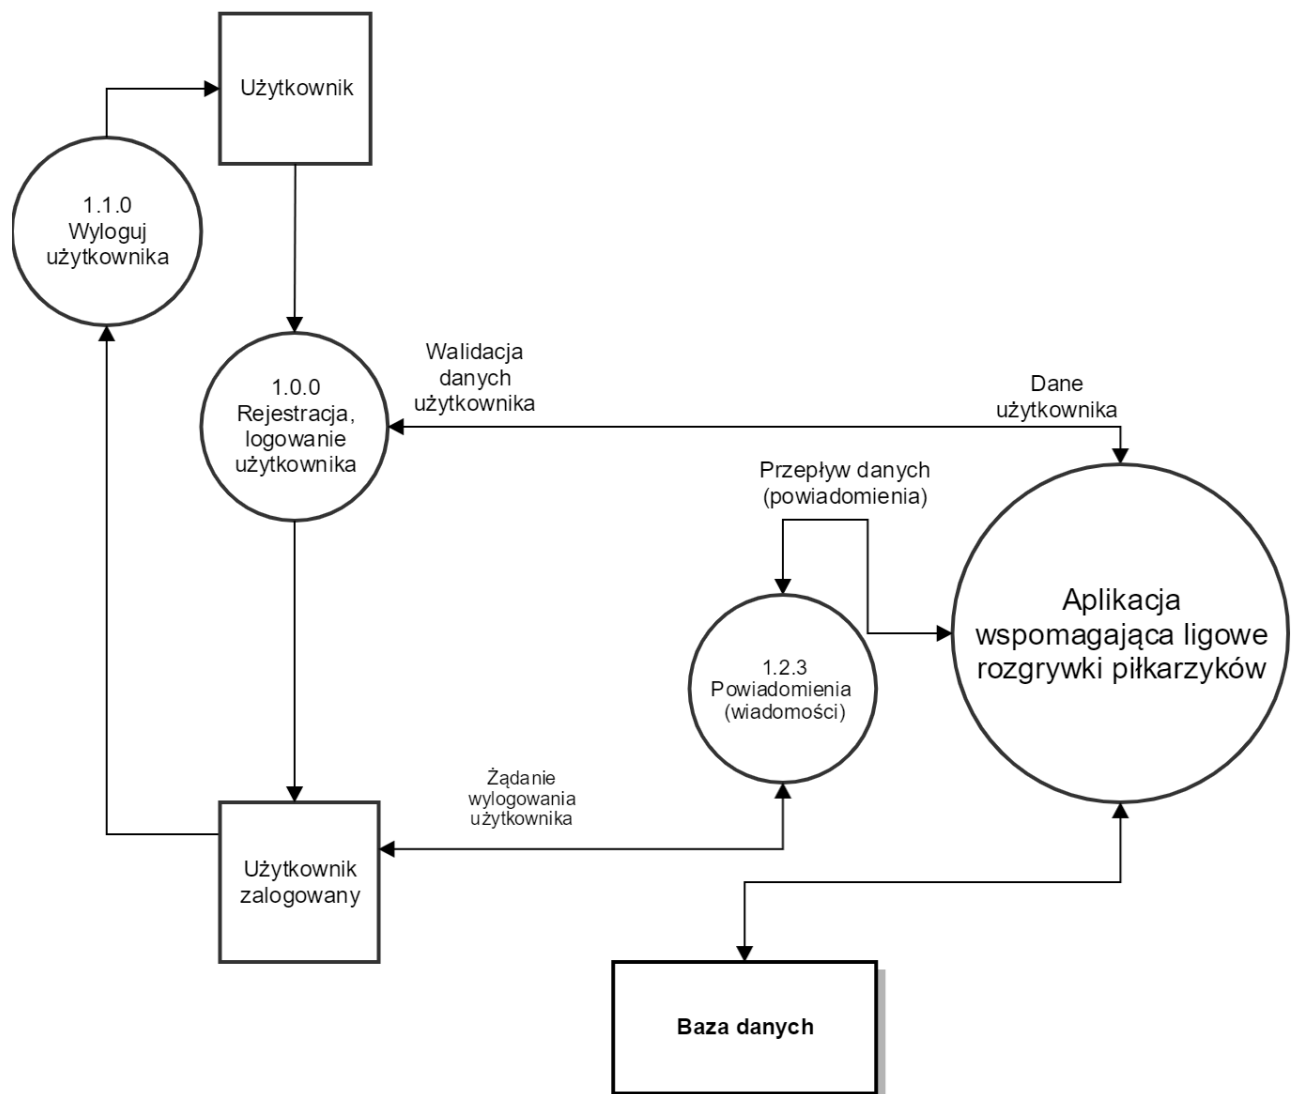 Użytkownik
1.1.0
Wyloguj
użytkownika
1.0.0
Rejestracja,
logowanie
użytkownika
Walidacja
danych
użytkownika
Dane
użytkownika
Przepływ danych
(powiadomienia)
Aplikacja
wspomagająca ligowe
rozgrywki piłkarzyków
1.2.3
Powiadomienia
(wiadomości)
Żądanie
wylogowania
użytkownika
Użytkownik
zalogowany
Baza danych